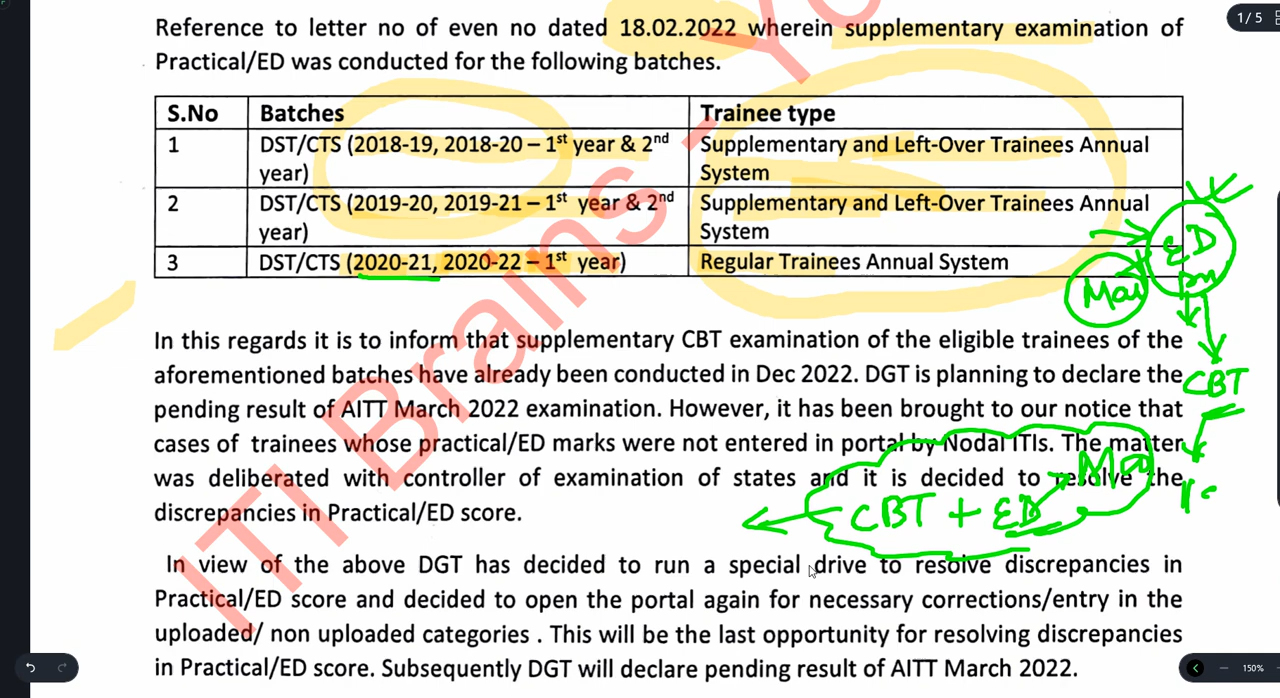 1/5
Reference to letter no of even no dated 18.02.2022 wherein supplementary examination of
Practical/ED was conducted for the following batches.
S.No Batches Trainee type
1 DST/CTS (2018-19, 2018-20 – 1st year & 2nd year) Supplementary and Left-Over Trainees Annual System
2 DST/CTS (2019-20, 2019-21 – 1st year & 2nd year) Supplementary and Left-Over Trainees Annual System
3 DST/CTS (2020-21, 2020-22 – 1st year) Regular Trainees Annual System
ED
CBT
In this regards it is to inform that supplementary CBT examination of the eligible trainees of the
aforementioned batches have already been conducted in Dec 2022. DGT is planning to declare the
pending result of AITT March 2022 examination. However, it has been brought to our notice that
cases of trainees whose practical/ED marks were not entered in portal by Nodal ITIs. The matter
was deliberated with controller of examination of states and it is decided to resolve the
discrepancies in Practical/ED score.
CBT + ED
In view of the above DGT has decided to run a special drive to resolve discrepancies in
Practical/ED score and decided to open the portal again for necessary corrections/entry in the
uploaded/ non uploaded categories . This will be the last opportunity for resolving discrepancies
in Practical/ED score. Subsequently DGT will declare pending result of AITT March 2022.
ITI Brains - Yo
150%